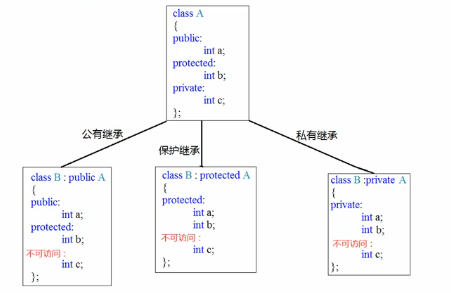 class A
{
public:
int a;
protected:
int b;
private:
int c;
};
公有继承
保护继承
私有继承
class B : public A
{
public:
int a;
protected:
int b;
不可访问：
int c;
};
class B : protected A
{
protected:
int a;
int b;
不可访问：
int c;
};
class B :private A
{
private:
int a;
int b;
不可访问：
int c;
};